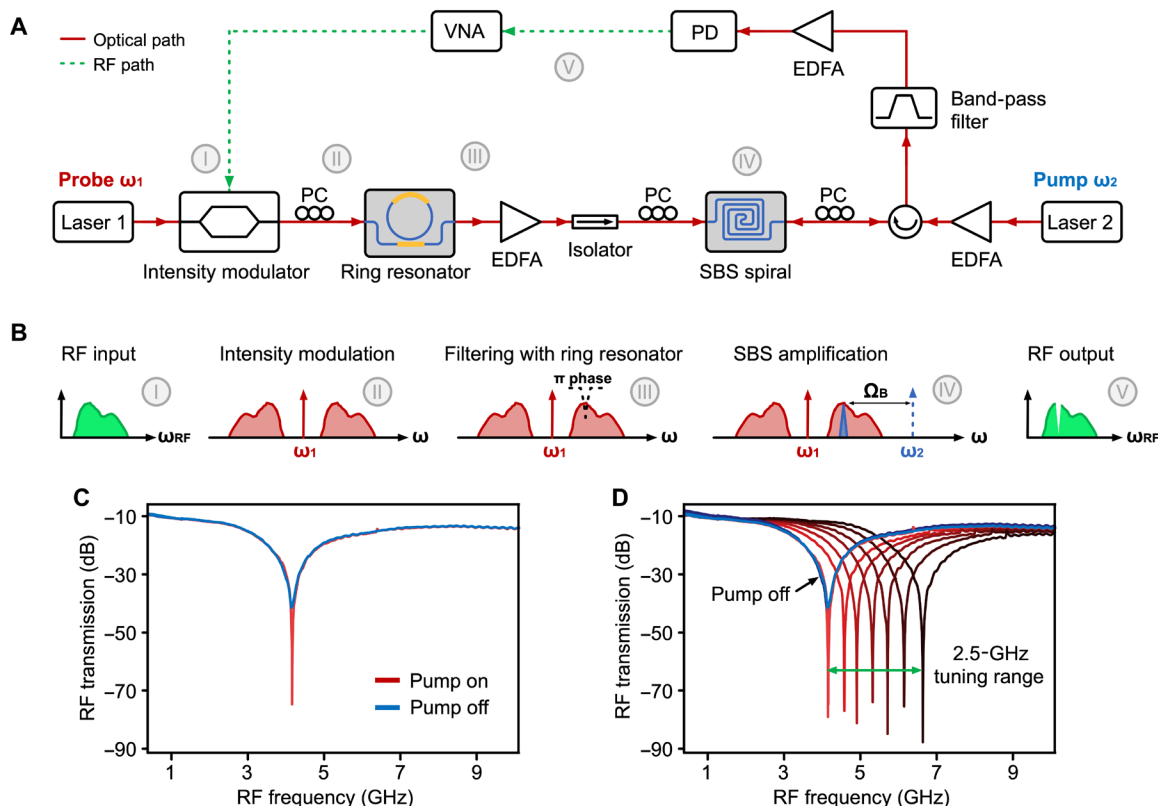 A
Optical path
RF path
VNA
PD
EDFA
V
Band-pass
filter
I
II
III
IV
Probe ω1
Pump ω2
PC
PC
PC
Laser 1
Laser 2
Intensity modulator
Ring resonator
EDFA
Isolator
SBS spiral
EDFA
B
RF input
Intensity modulation
Filtering with ring resonator
SBS amplification
RF output
I
II
π phase
III
ΩB
IV
V
ωRF
ω
ω
ω
ωRF
ω1
ω1
ω1
ω2
C
−10
−30
−50
−70
−90
RF transmission (dB)
Pump on
Pump off
1
3
5
7
9
RF frequency (GHz)
D
−10
−30
−50
−70
−90
RF transmission (dB)
Pump off
2.5-GHz
tuning range
1
3
5
7
9
RF frequency (GHz)